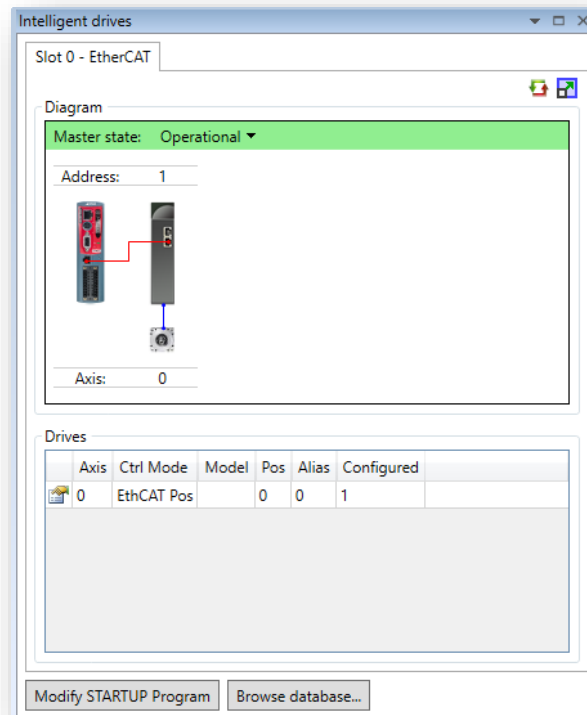 Intelligent drives
Slot 0 - EtherCAT
Diagram
Master state: Operational
Address: 1
Axis: 0
Drives
Axis Ctrl Mode Model Pos Alias Configured
0 EthCAT Pos 0 0 1
Modify STARTUP Program Browse database...